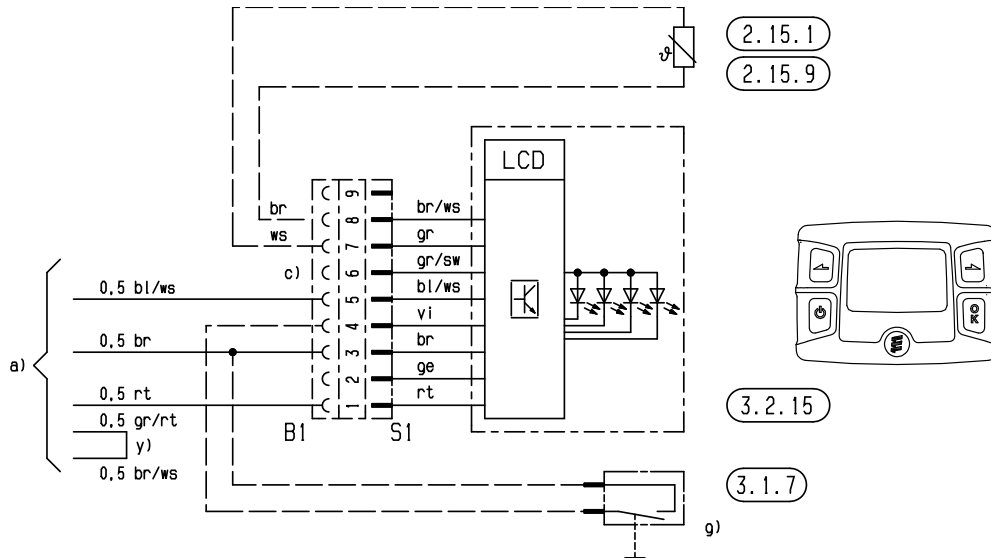 2.15.1
ϑ
2.15.9
LCD
br
9
8
br/ws
ws
7
gr
c)
6
gr/sw
0,5 bl/ws
5
bl/ws
4
vi
0,5 br
3
br
a)
2
ge
0,5 rt
1
rt
0,5 gr/rt
B1
S1
3.2.15
y)
0,5 br/ws
3.1.7
g)
OK